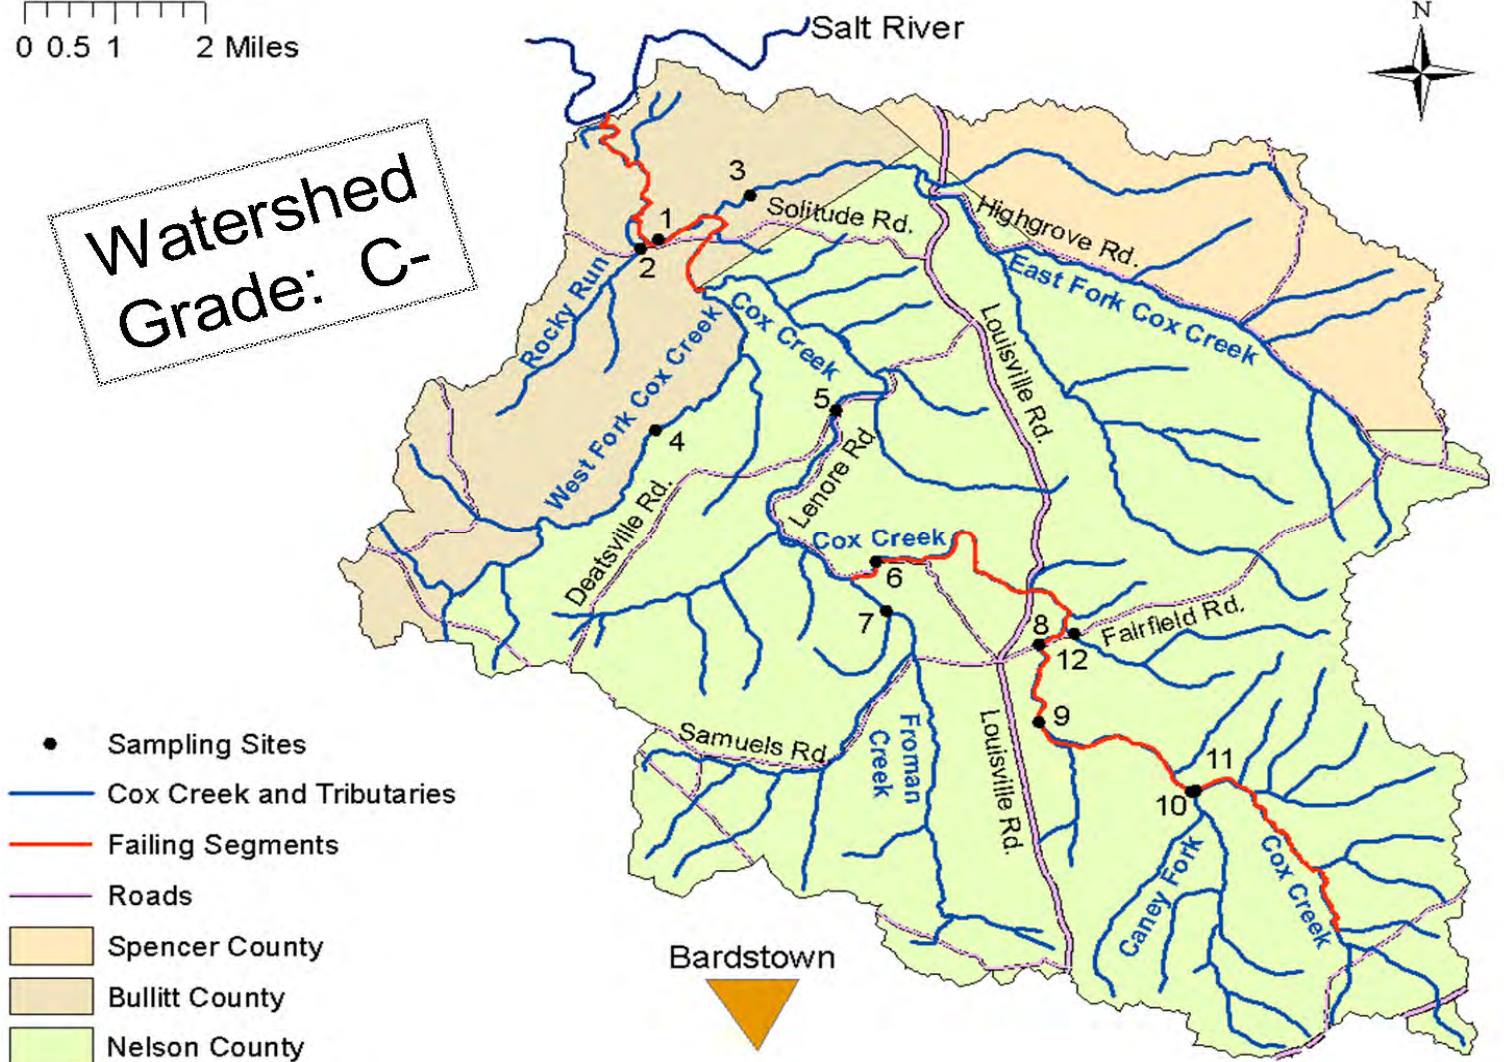 0 0.5 1 2 Miles
Salt River
N
Watershed
Grade: C-
3
1
2
Solitude Rd.
Highgrove Rd.
East Fork Cox Creek
Rocky Run
Cox Creek
West Fork Cox Creek
Louisville Rd.
5
4
Lenore Rd
Deatsville Rd.
Cox Creek
6
7
8
12
Fairfield Rd.
9
Samuels Rd.
Froman
Creek
Louisville Rd.
11
10
Caney Fork
Cox Creek
Bardstown
Sampling Sites
Cox Creek and Tributaries
Failing Segments
Roads
Spencer County
Bullitt County
Nelson County